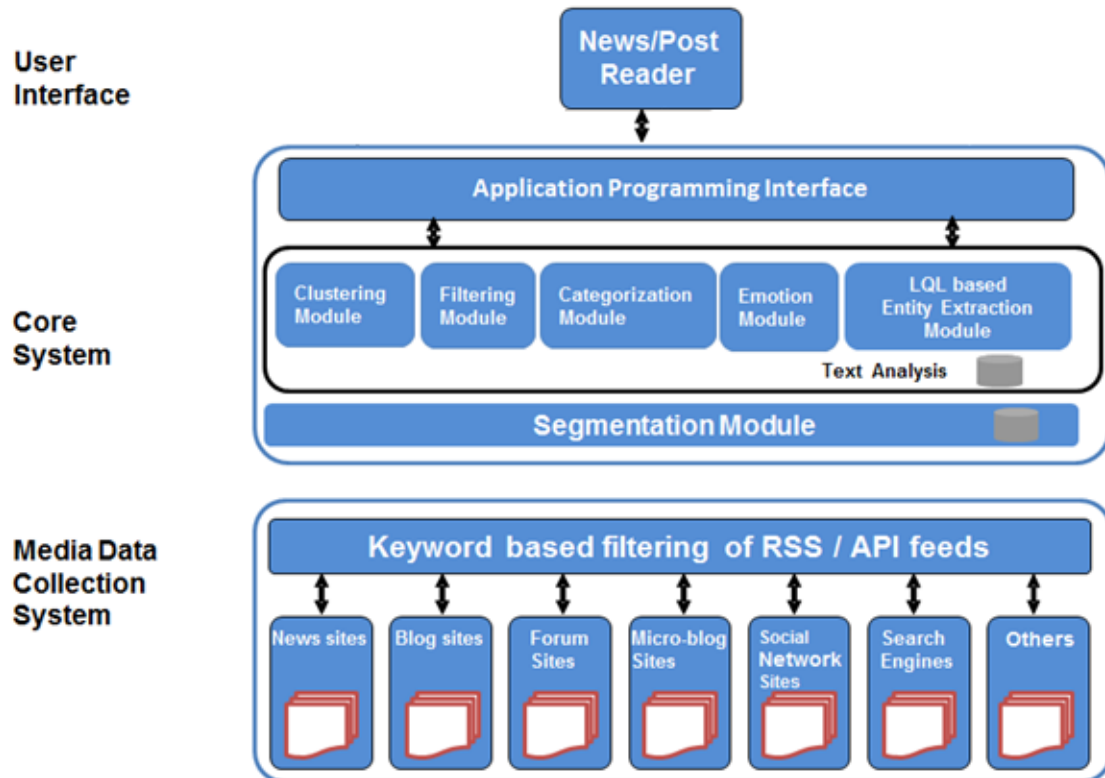 User
Interface
News/Post
Reader
Application Programming Interface
Core
System
Clustering
Module
Filtering
Module
Categorization
Module
Emotion
Module
LQL based
Entity Extraction
Module
Text Analysis
Segmentation Module
Media Data
Collection
System
Keyword based filtering of RSS / API feeds
News sites
Blog sites
Forum
Sites
Micro-blog
Sites
Social
Network
Sites
Search
Engines
Others